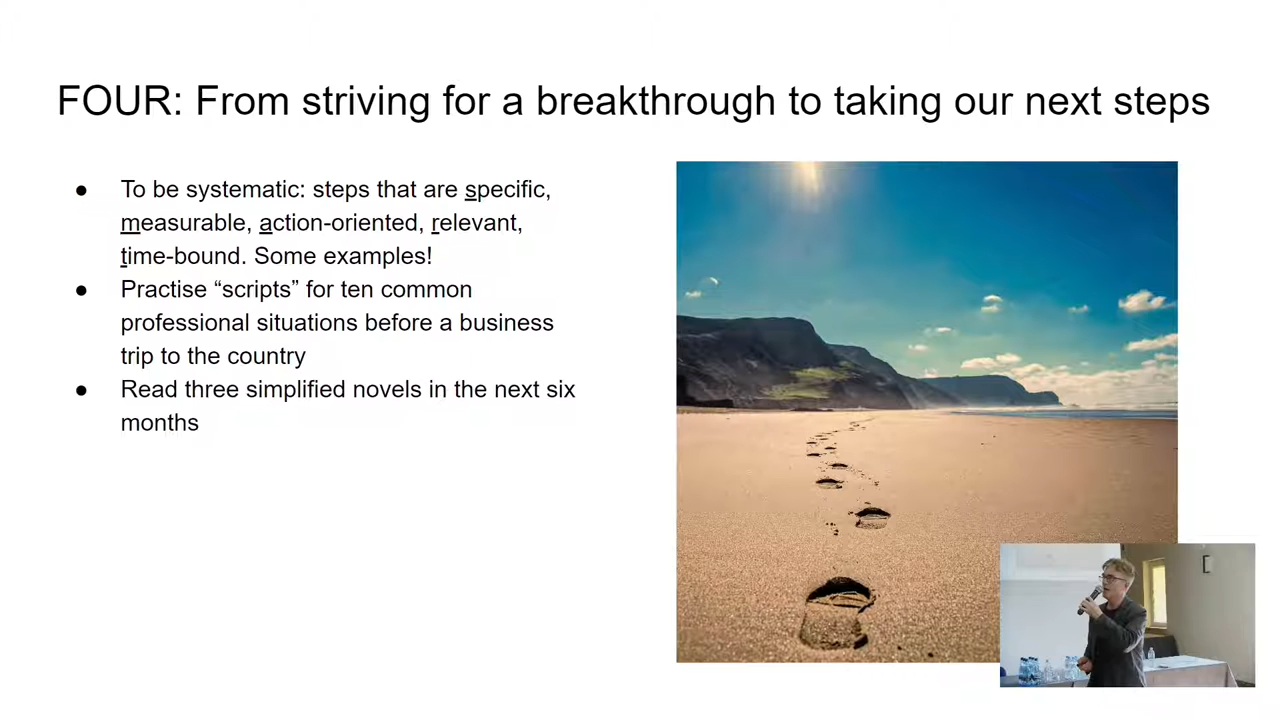 FOUR: From striving for a breakthrough to taking our next steps
● To be systematic: steps that are specific,
measurable, action-oriented, relevant,
time-bound. Some examples!
● Practise “scripts” for ten common
professional situations before a business
trip to the country
● Read three simplified novels in the next six
months